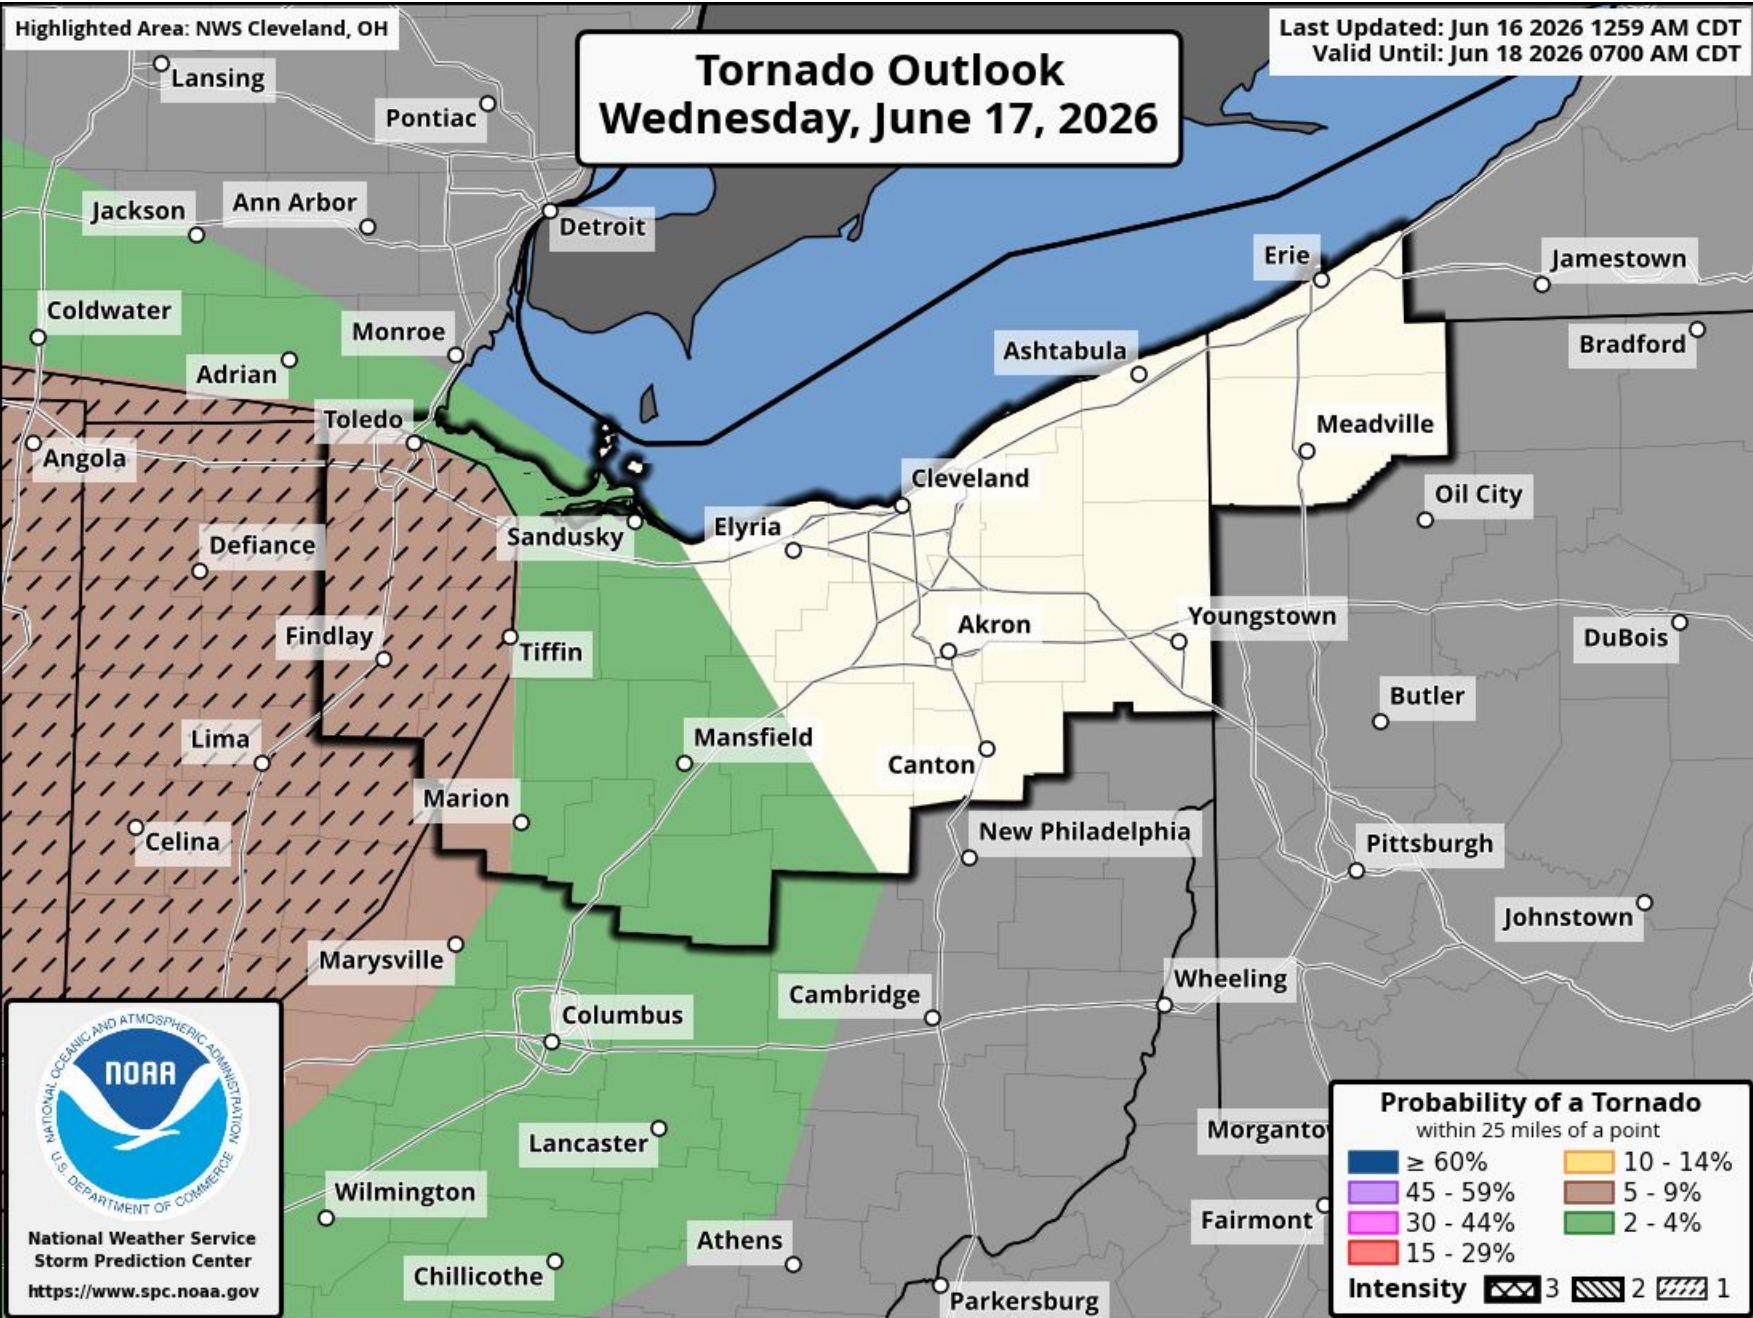 Highlighted Area: NWS Cleveland, OH
Last Updated: Jun 16 2026 1259 AM CDT
Valid Until: Jun 18 2026 0700 AM CDT
Tornado Outlook
Wednesday, June 17, 2026
Lansing
Pontiac
Jackson
Ann Arbor
Detroit
Erie
Jamestown
Coldwater
Monroe
Ashtabula
Bradford
Adrian
Toledo
Meadville
Angola
Cleveland
Oil City
Sandusky
Elyria
Defiance
Findlay
Tiffin
Akron
Youngstown
DuBois
Lima
Mansfield
Canton
Butler
Marion
Celina
New Philadelphia
Pittsburgh
Marysville
Johnstown
Cambridge
Wheeling
Columbus
Lancaster
Morganto
Wilmington
Fairmont
Athens
Chillicothe
Parkersburg
NATIONAL OCEANIC AND ATMOSPHERIC ADMINISTRATION
NOAA
U.S. DEPARTMENT OF COMMERCE
National Weather Service
Storm Prediction Center
https://www.spc.noaa.gov
Probability of a Tornado
within 25 miles of a point
≥ 60% 10 - 14%
45 - 59% 5 - 9%
30 - 44% 2 - 4%
15 - 29%
Intensity 3 2 1